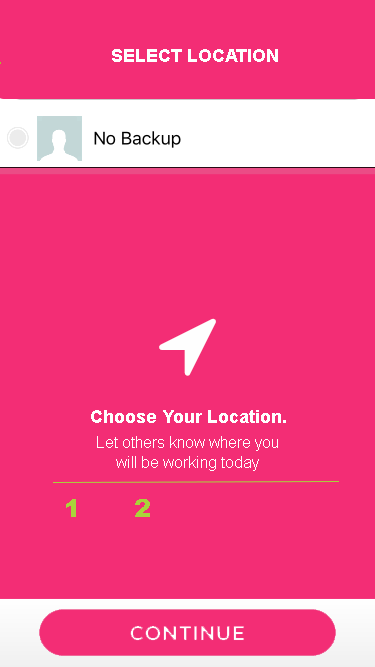 SELECT LOCATION
No Backup
Choose Your Location.
Let others know where you
will be working today
1 2
CONTINUE